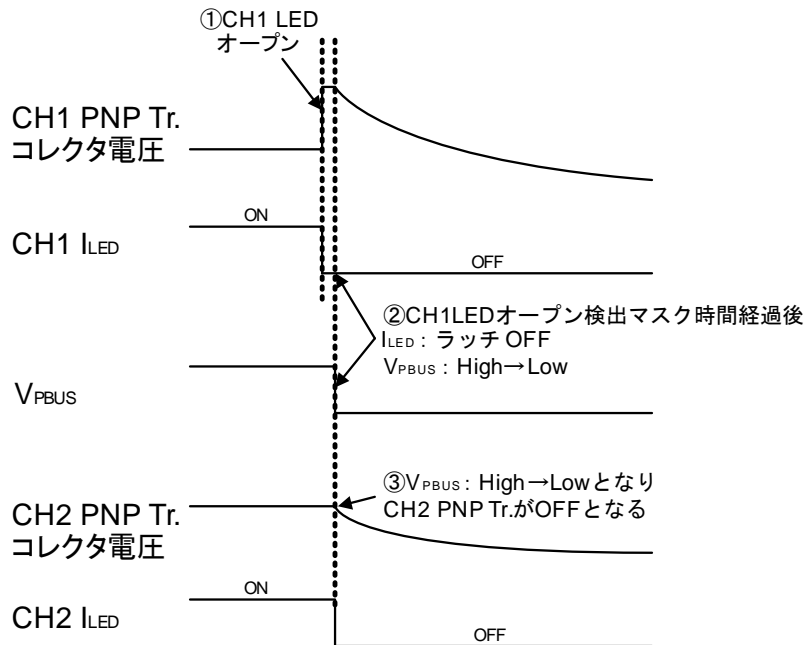 ①CH1 LED
オープン
CH1 PNP Tr.
コレクタ電圧
ON
CH1 ILED
OFF
②CH1LEDオープン検出マスク時間経過後
ILED : ラッチ OFF
VPBUS : High→Low
VPBUS
③VPBUS : High→Lowとなり
CH2 PNP Tr.がOFFとなる
CH2 PNP Tr.
コレクタ電圧
ON
CH2 ILED
OFF